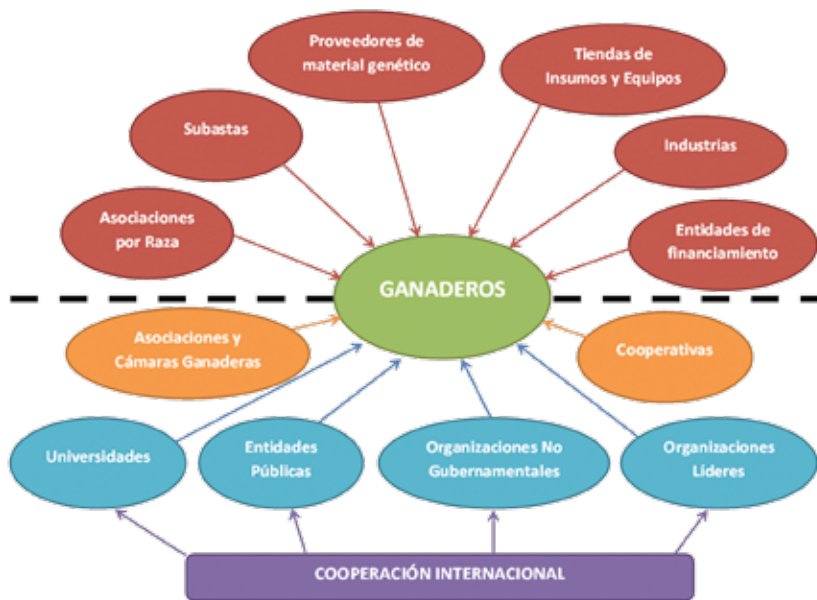 Proveedores de
material genético
Tiendas de
Insumos y Equipos
Subastas
Industrias
Asociaciones
por Raza
Entidades de
financiamiento
GANADEROS
Asociaciones y
Cámaras Ganaderas
Cooperativas
Universidades
Entidades
Públicas
Organizaciones No
Gubernamentales
Organizaciones
Líderes
COOPERACIÓN INTERNACIONAL